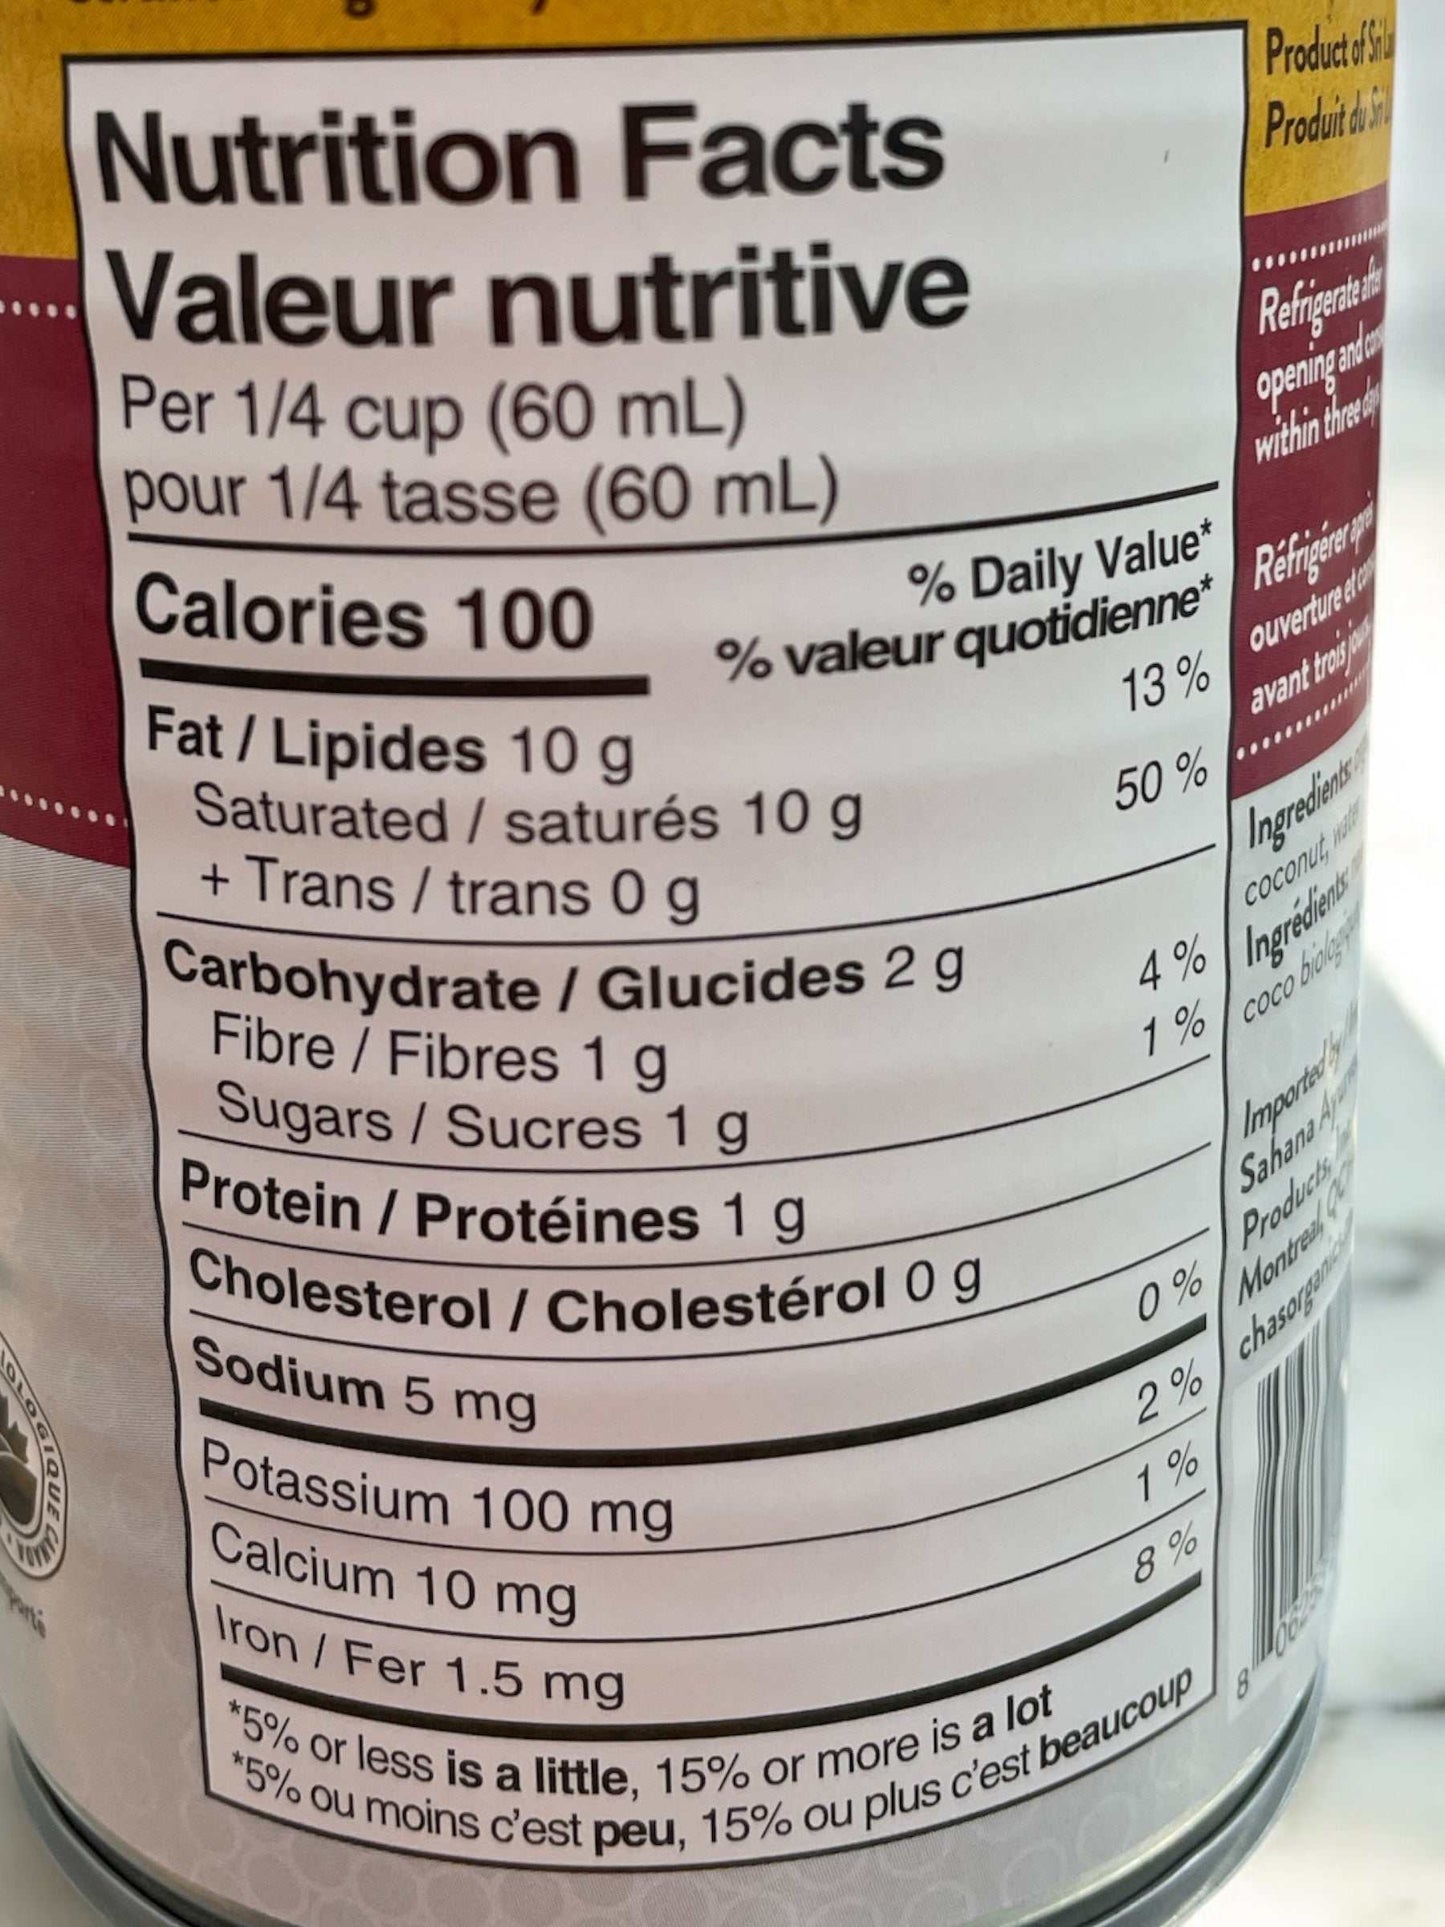 Nutrition Facts
Valeur nutritive
Per 1/4 cup (60 mL)
pour 1/4 tasse (60 mL)
% Daily Value*
% valeur quotidienne*
Calories 100
Fat / Lipides 10 g 13 %
Saturated / saturés 10 g 50 %
+ Trans / trans 0 g
Carbohydrate / Glucides 2 g
Fibre / Fibres 1 g 4 %
Sugars / Sucres 1 g 1 %
Protein / Protéines 1 g
Cholesterol / Cholestérol 0 g
Sodium 5 mg 0 %
Potassium 100 mg 2 %
Calcium 10 mg 1 %
Iron / Fer 1.5 mg 8 %
*5% or less is a little, 15% or more is a lot
*5% ou moins c'est peu, 15% ou plus c'est beaucoup
Product of Sri
Produit du Sri
Refrigerate after
opening and
within three days
Réfrigérer après
ouverture et
avant trois jours
Ingredients:
coconut, water
Ingrédients:
coco
Imported by /
Sahana
Products,
Montreal,
8
BIOLOGIQUE CANADA